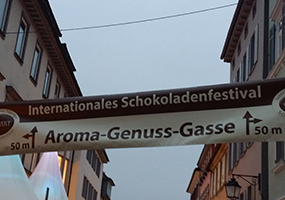 Internationales Schokoladenfestival
Aroma-Genuss-Gasse
50 m
50 m